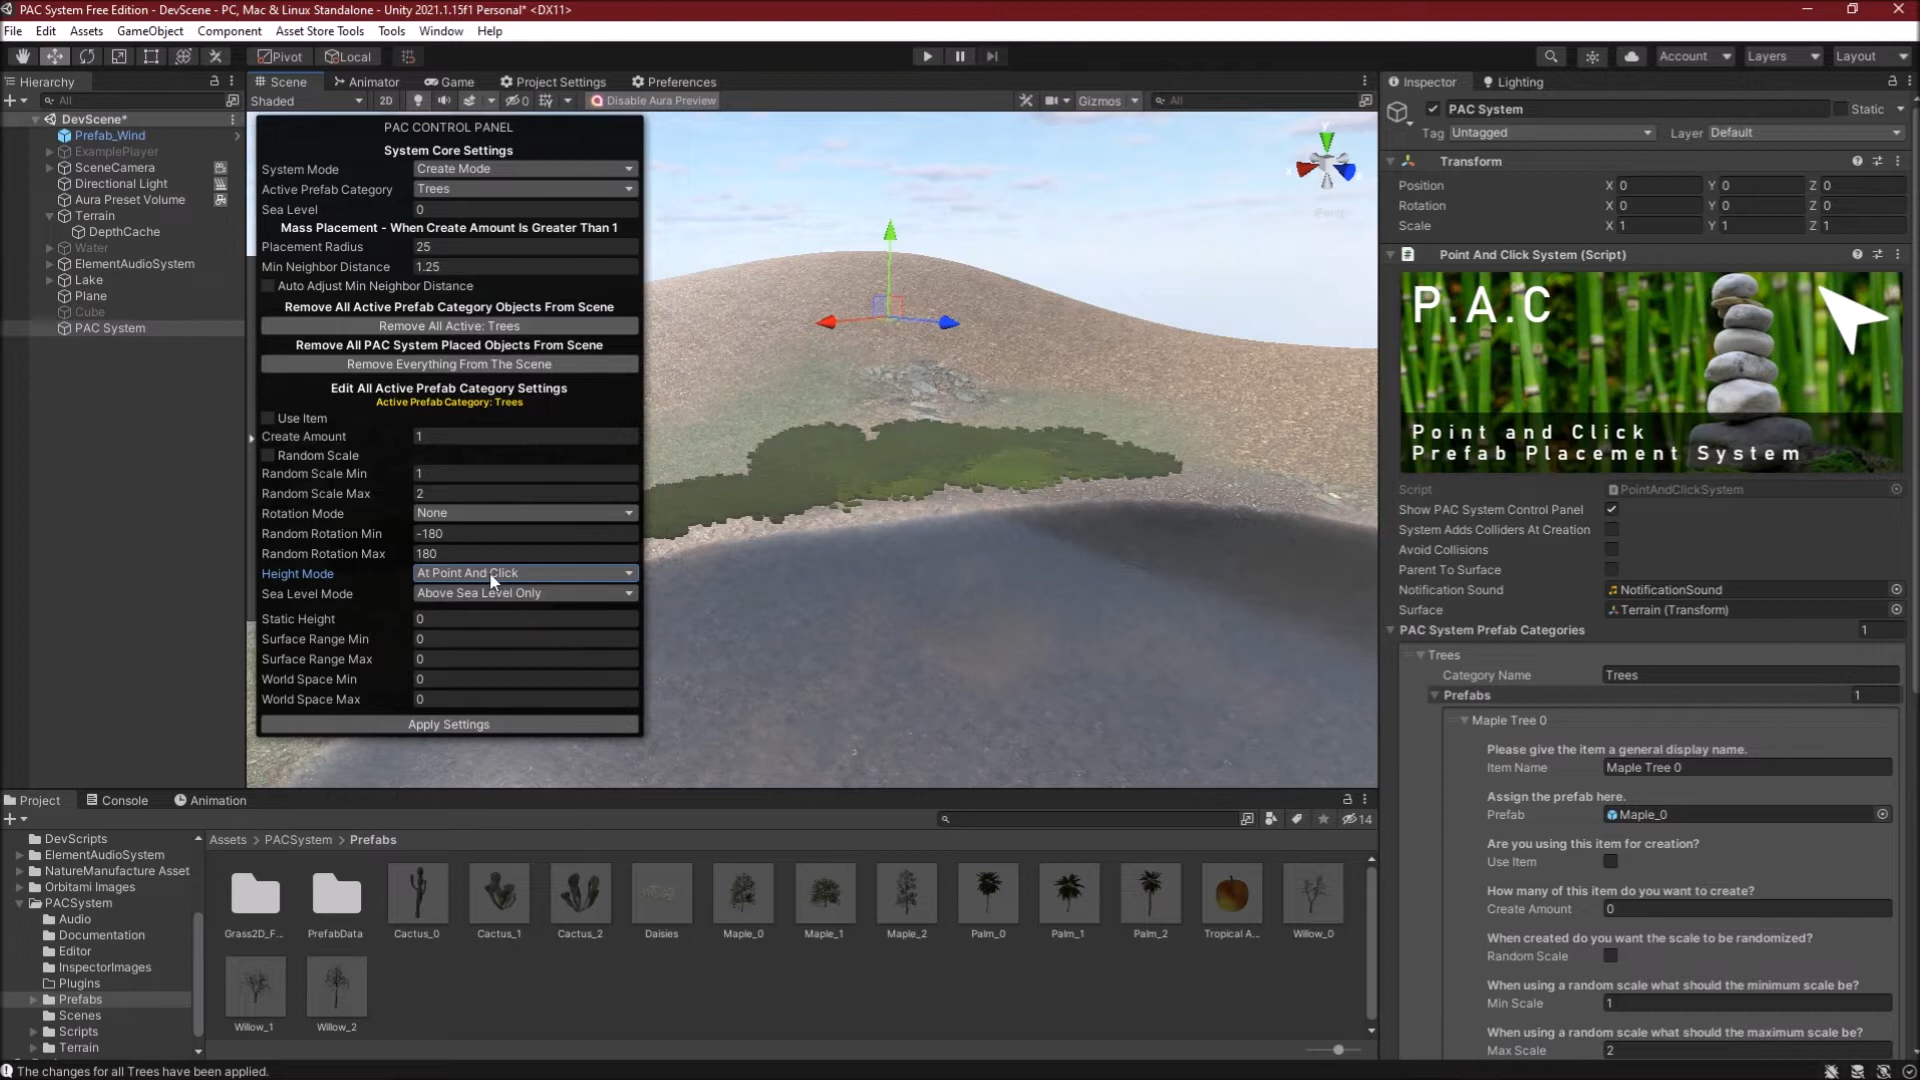 PAC System Free Edition - DevScene - PC, Mac & Linux Standalone - Unity 2021.1.15f1 Personal* <DX11>
File Edit Assets GameObject Component Asset Store Tools Tools Window Help
Pivot Local Account Layers Layout
Hierarchy
All
DevScene*
Prefab_Wind
ExamplePlayer
SceneCamera
Directional Light
Aura Preset Volume
Terrain
DepthCache
Water
ElementAudioSystem
Lake
Plane
Cube
PAC System
Scene Animator Game Project Settings Preferences
Shaded 2D 0 Disable Aura Preview Gizmos All
PAC CONTROL PANEL
System Core Settings
System Mode Create Mode
Active Prefab Category Trees
Sea Level 0
Mass Placement - When Create Amount Is Greater Than 1
Placement Radius 25
Min Neighbor Distance 1.25
Auto Adjust Min Neighbor Distance
Remove All Active Prefab Category Objects From Scene
Remove All Active: Trees
Remove All PAC System Placed Objects From Scene
Remove Everything From The Scene
Edit All Active Prefab Category Settings
Active Prefab Category: Trees
Use Item
Create Amount 1
Random Scale
Random Scale Min 1
Random Scale Max 2
Rotation Mode None
Random Rotation Min -180
Random Rotation Max 180
Height Mode At Point And Click
Sea Level Mode Above Sea Level Only
Static Height 0
Surface Range Min 0
Surface Range Max 0
World Space Min 0
World Space Max 0
Apply Settings
Persp
Inspector Lighting
PAC System Static
Tag Untagged Layer Default
Transform
Position X 0 Y 0 Z 0
Rotation X 0 Y 0 Z 0
Scale X 1 Y 1 Z 1
Point And Click System (Script)
P.A.C
Point and Click
Prefab Placement System
Script PointAndClickSystem
Show PAC System Control Panel
System Adds Colliders At Creation
Avoid Collisions
Parent To Surface
Notification Sound NotificationSound
Surface Terrain (Transform)
PAC System Prefab Categories 1
Trees
Category Name Trees
Prefabs 1
Maple Tree 0
Please give the item a general display name.
Item Name Maple Tree 0
Assign the prefab here.
Prefab Maple_0
Are you using this item for creation?
Use Item
How many of this item do you want to create?
Create Amount 0
When created do you want the scale to be randomized?
Random Scale
When using a random scale what should the minimum scale be?
Min Scale 1
When using a random scale what should the maximum scale be?
Max Scale 2
Project Console Animation
14
DevScripts
ElementAudioSystem
NatureManufacture Asset
Orbitami Images
PACSystem
Audio
Documentation
Editor
InspectorImages
Plugins
Prefabs
Scenes
Scripts
Terrain
Assets > PACSystem > Prefabs
Grass2D_F... PrefabData Cactus_0 Cactus_1 Cactus_2 Daisies Maple_0 Maple_1 Maple_2 Palm_0 Palm_1 Palm_2 Tropical A... Willow_0
Willow_1 Willow_2
The changes for all Trees have been applied.